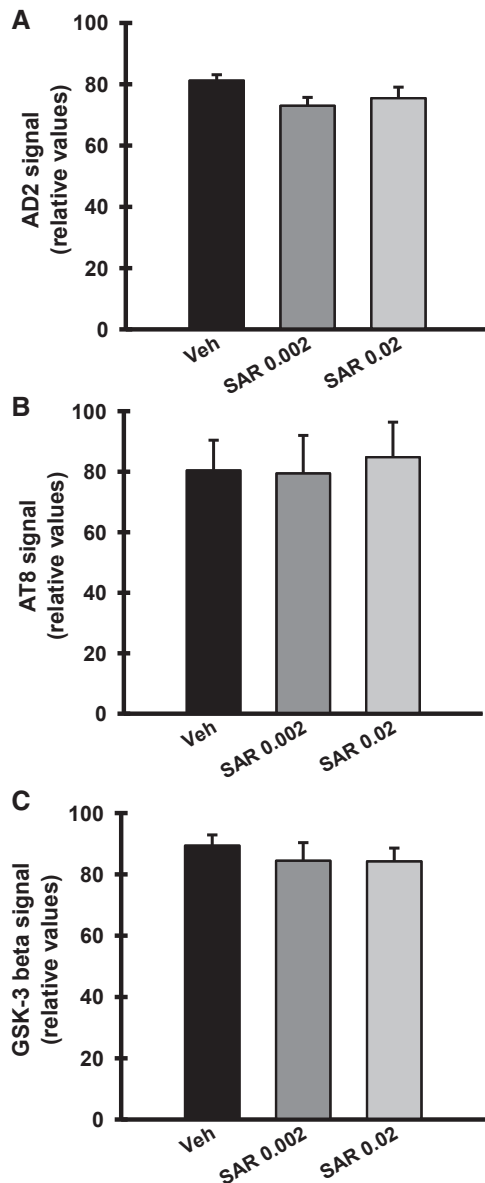 A
AD2 signal
(relative values)
100
80
60
40
20
0
Veh
SAR 0.002
SAR 0.02
B
AT8 signal
(relative values)
100
80
60
40
20
0
Veh
SAR 0.002
SAR 0.02
C
GSK-3 beta signal
(relative values)
100
80
60
40
20
0
Veh
SAR 0.002
SAR 0.02